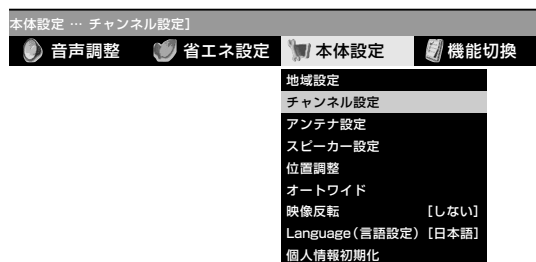 本体設定 … チャンネル設定]
音声調整 省エネ設定 本体設定 機能切換
地域設定
チャンネル設定
アンテナ設定
スピーカー設定
位置調整
オートワイド
映像反転 [しない]
Language(言語設定) [日本語]
個人情報初期化